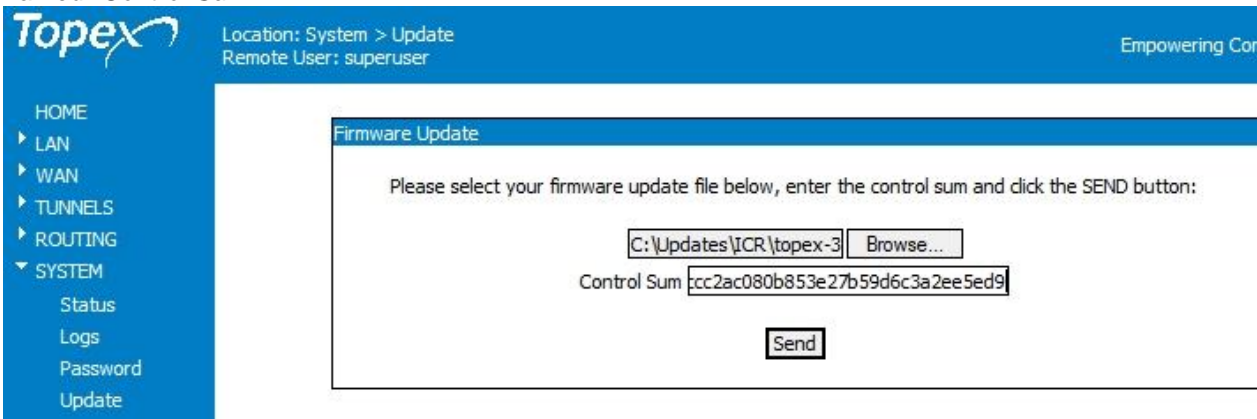 Topex
Location: System > Update
Remote User: superuser
Empowering Cor
HOME
LAN
WAN
TUNNELS
ROUTING
SYSTEM
Status
Logs
Password
Update
Firmware Update
Please select your firmware update file below, enter the control sum and click the SEND button:
C:\Updates\ICR\topex-3 Browse...
Control Sum ccc2ac080b853e27b59d6c3a2ee5ed9
Send